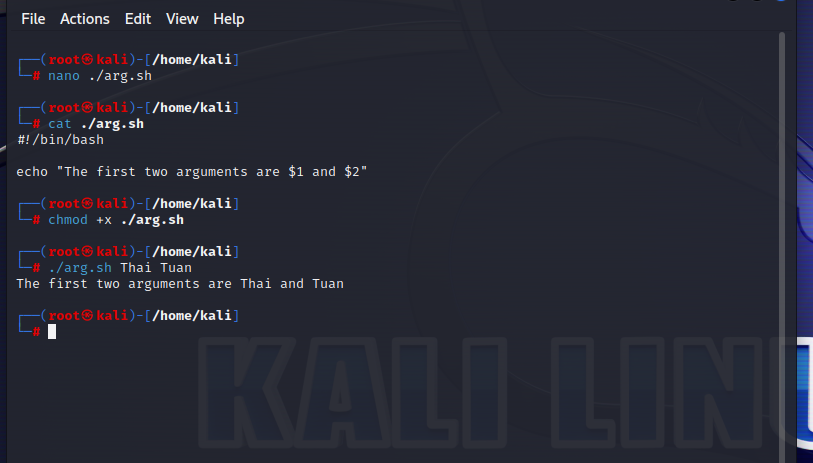 File Actions Edit View Help
┌──(root㉿kali)-[/home/kali]
└─# nano ./arg.sh
┌──(root㉿kali)-[/home/kali]
└─# cat ./arg.sh
#!/bin/bash
echo "The first two arguments are $1 and $2"
┌──(root㉿kali)-[/home/kali]
└─# chmod +x ./arg.sh
┌──(root㉿kali)-[/home/kali]
└─# ./arg.sh Thai Tuan
The first two arguments are Thai and Tuan
┌──(root㉿kali)-[/home/kali]
└─#
KALI LINU